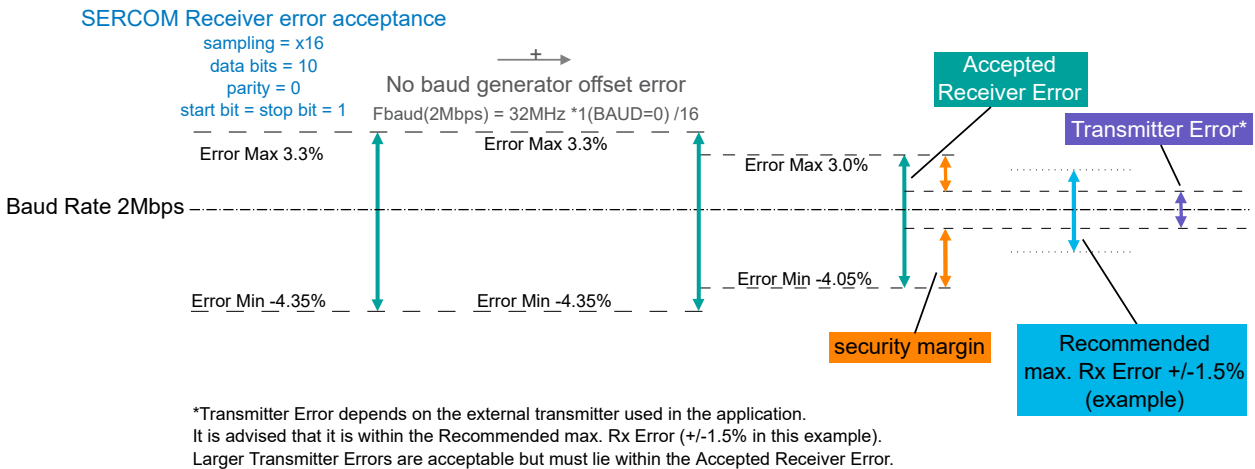 SERCOM Receiver error acceptance
sampling = x16
data bits = 10
parity = 0
start bit = stop bit = 1
+
No baud generator offset error
Fbaud(2Mbps) = 32MHz *1(BAUD=0) /16
Accepted
Receiver Error
Transmitter Error*
Error Max 3.3%
Error Max 3.3%
Error Max 3.0%
Baud Rate 2Mbps
Error Min -4.35%
Error Min -4.35%
Error Min -4.05%
security margin
Recommended
max. Rx Error +/-1.5%
(example)
*Transmitter Error depends on the external transmitter used in the application.
It is advised that it is within the Recommended max. Rx Error (+/-1.5% in this example).
Larger Transmitter Errors are acceptable but must lie within the Accepted Receiver Error.